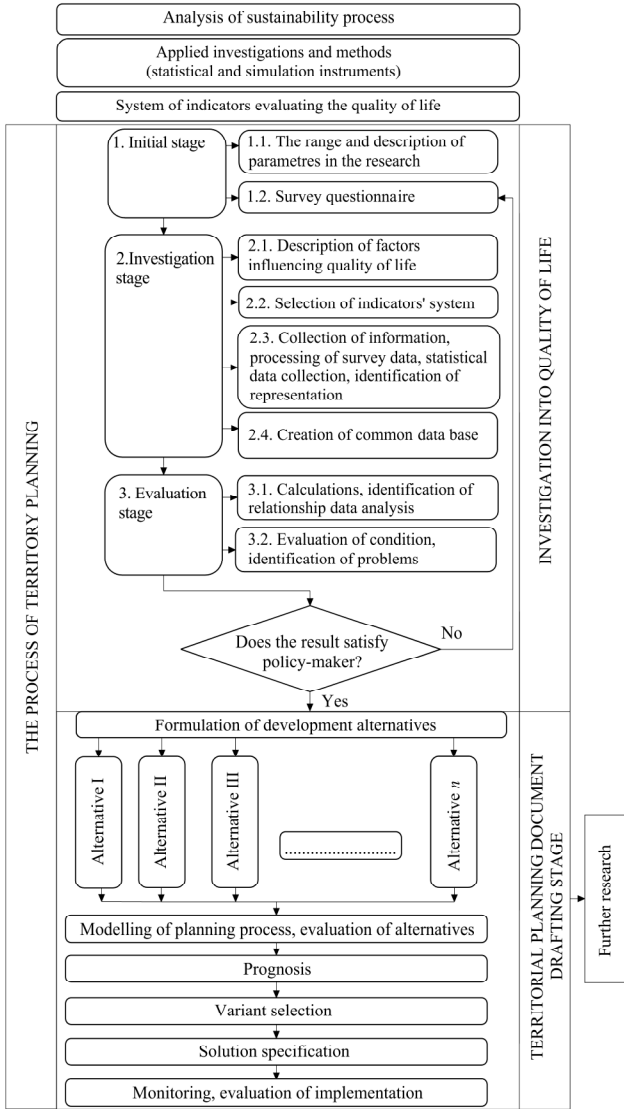 Analysis of sustainability process
Applied investigations and methods
(statistical and simulation instruments)
System of indicators evaluating the quality of life
THE PROCESS OF TERRITORY PLANNING
1. Initial stage
1.1. The range and description of
parametres in the research
1.2. Survey questionnaire
2.Investigation
stage
2.1. Description of factors
influencing quality of life
2.2. Selection of indicators' system
2.3. Collection of information,
processing of survey data, statistical
data collection, identification of
representation
2.4. Creation of common data base
3. Evaluation
stage
3.1. Calculations, identification of
relationship data analysis
3.2. Evaluation of condition,
identification of problems
Does the result satisfy
policy-maker?
No
Yes
INVESTIGATION INTO QUALITY OF LIFE
Formulation of development alternatives
Alternative I
Alternative II
Alternative III
..........................
Alternative n
Modelling of planning process, evaluation of alternatives
Prognosis
Variant selection
Solution specification
Monitoring, evaluation of implementation
TERRITORIAL PLANNING DOCUMENT
DRAFTING STAGE
Further research